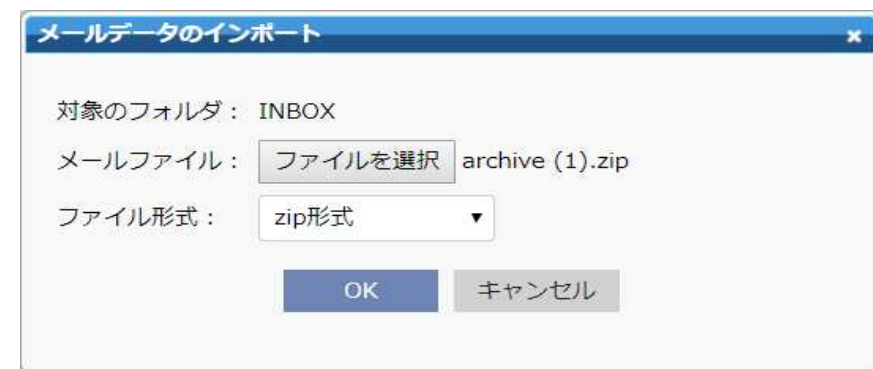 メールデータのインポート ×
対象のフォルダ： INBOX
メールファイル： ファイルを選択 archive (1).zip
ファイル形式： zip形式 ▼
OK キャンセル